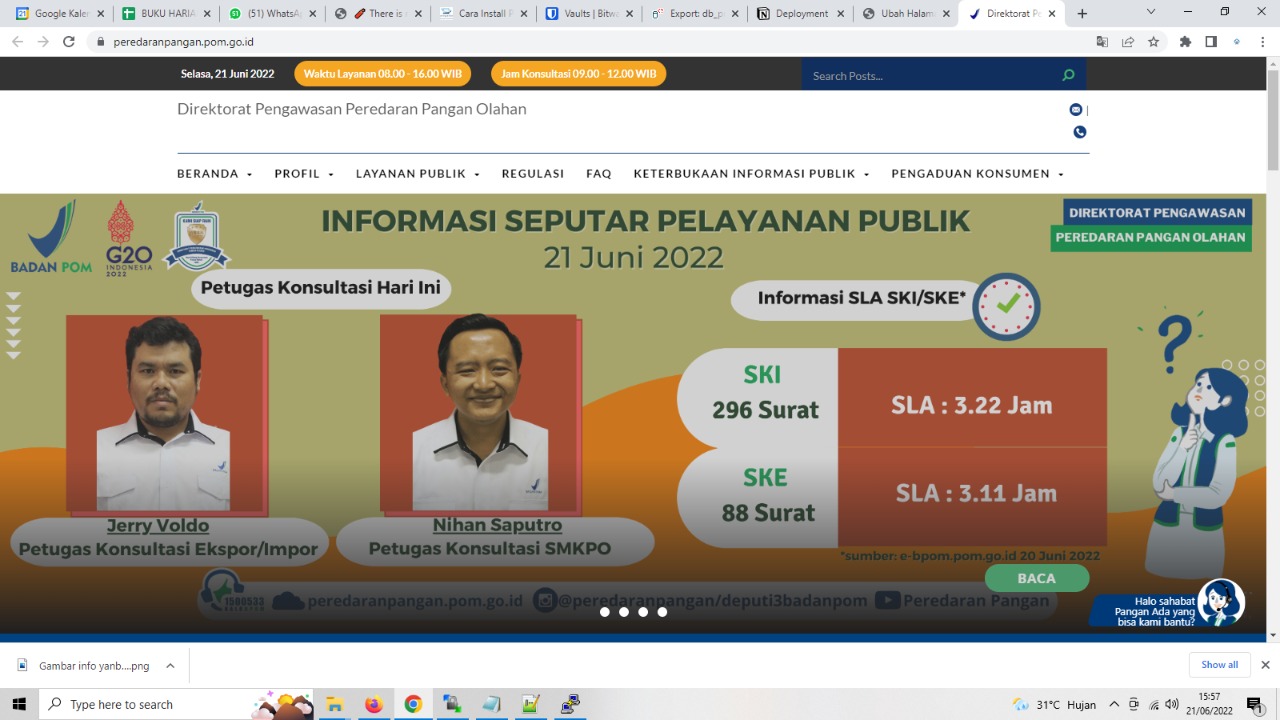 Google Kaler
BUKU HARIA
(51) WhatsAp
There is r
Cara Install P
Vaults | Bitwa
Export: db_p
Deployment
Ubah Halam
Direktorat Pe
peredaranpangan.pom.go.id
Selasa, 21 Juni 2022
Waktu Layanan 08.00 - 16.00 WIB
Jam Konsultasi 09.00 - 12.00 WIB
Search Posts...
Direktorat Pengawasan Peredaran Pangan Olahan
|
BERANDA
PROFIL
LAYANAN PUBLIK
REGULASI
FAQ
KETERBUKAAN INFORMASI PUBLIK
PENGADUAN KONSUMEN
BADAN POM
G20
INDONESIA
2022
INFORMASI SEPUTAR PELAYANAN PUBLIK
21 Juni 2022
DIREKTORAT PENGAWASAN
PEREDARAN PANGAN OLAHAN
Petugas Konsultasi Hari Ini
Informasi SLA SKI/SKE*
SKI
296 Surat
SLA : 3.22 Jam
SKE
88 Surat
SLA : 3.11 Jam
Jerry Voldo
Petugas Konsultasi Ekspor/Impor
Nihan Saputro
Petugas Konsultasi SMKPO
*sumber: e-bpom.pom.go.id 20 Juni 2022
BACA
1500533
peredaranpangan.pom.go.id
@peredaranpangan/deputi3badanpom
Peredaran Pangan
Halo sahabat
Pangan Ada yang
bisa kami bantu?
Gambar info yanb....png
Show all
Type here to search
31°C Hujan
15:57
21/06/2022